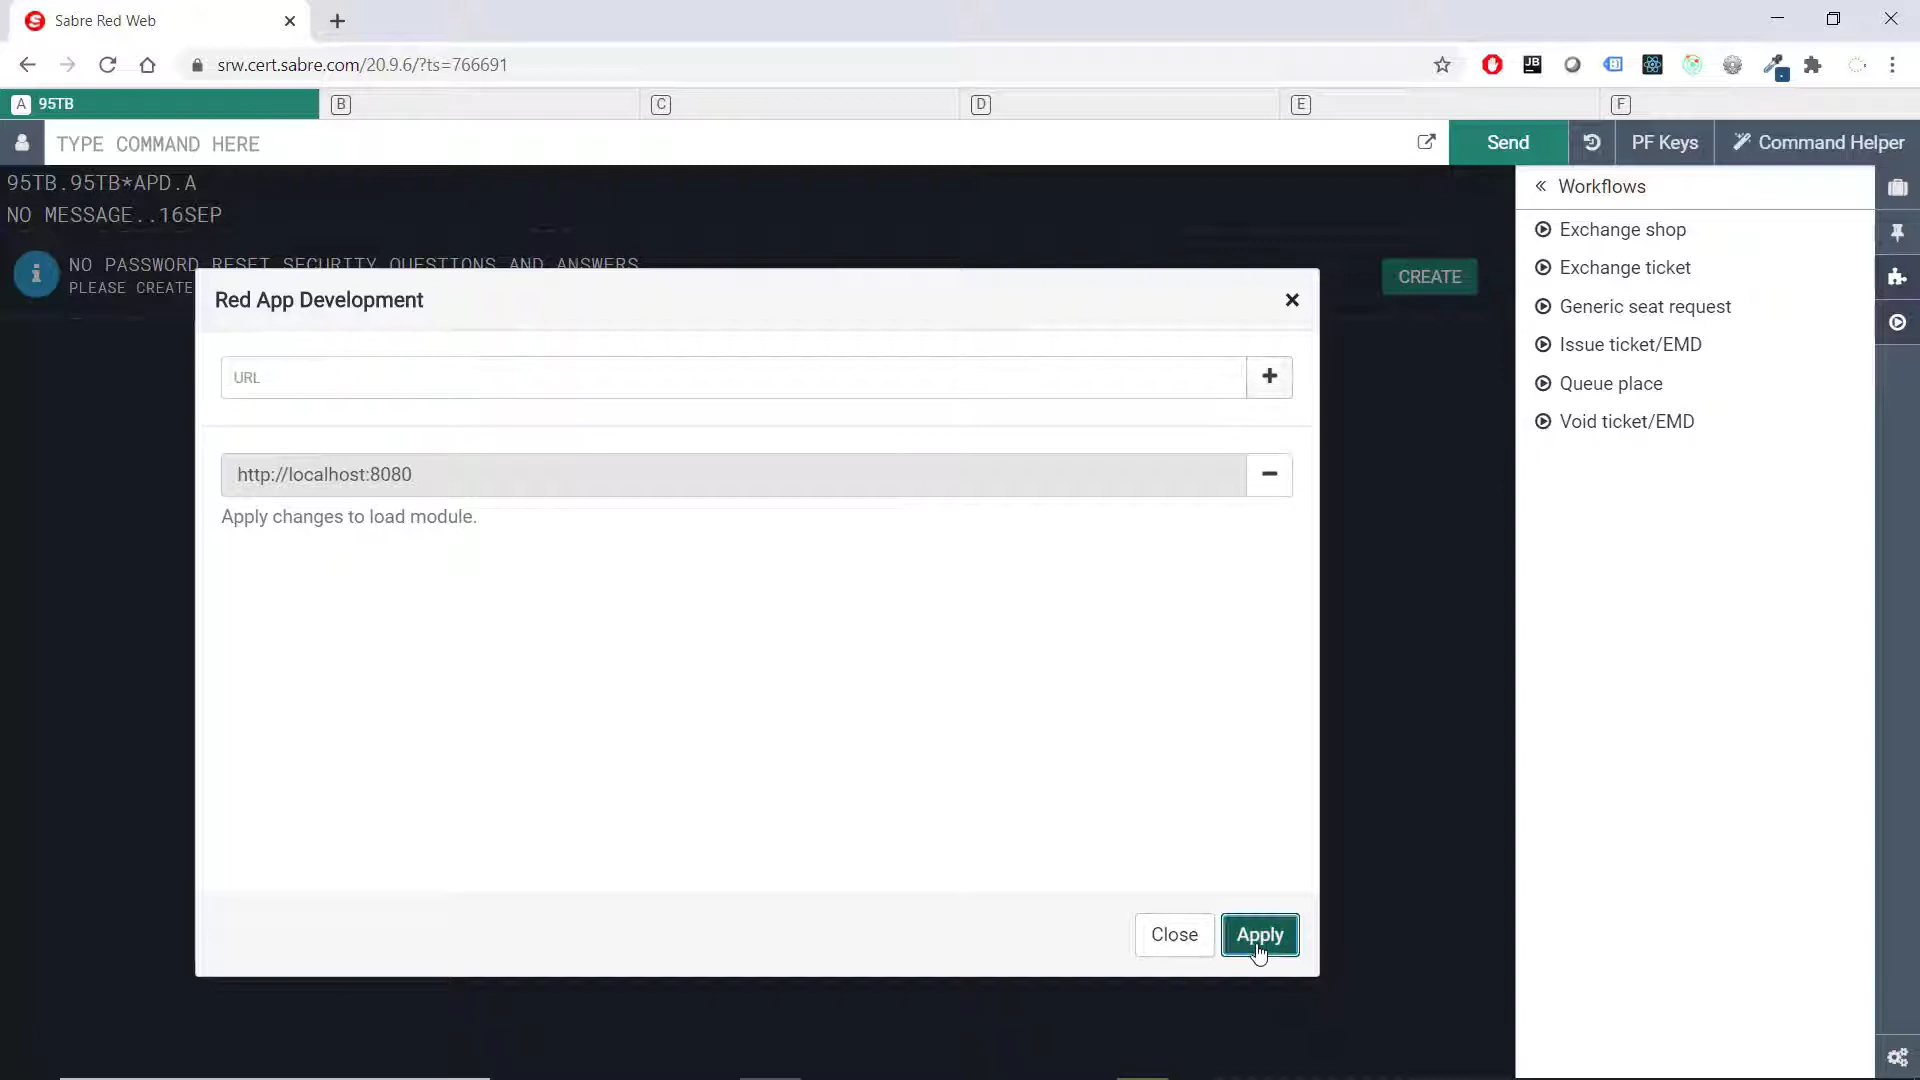 Sabre Red Web
srw.cert.sabre.com/20.9.6/?ts=766691
JB
A 95TB
B
C
D
E
F
TYPE COMMAND HERE
Send
PF Keys
Command Helper
95TB.95TB*APD.A
NO MESSAGE..16SEP
NO PASSWORD RESET SECURITY QUESTIONS AND ANSWERS
PLEASE CREATE
CREATE
Red App Development
URL
http://localhost:8080
Apply changes to load module.
Close
Apply
Workflows
Exchange shop
Exchange ticket
Generic seat request
Issue ticket/EMD
Queue place
Void ticket/EMD